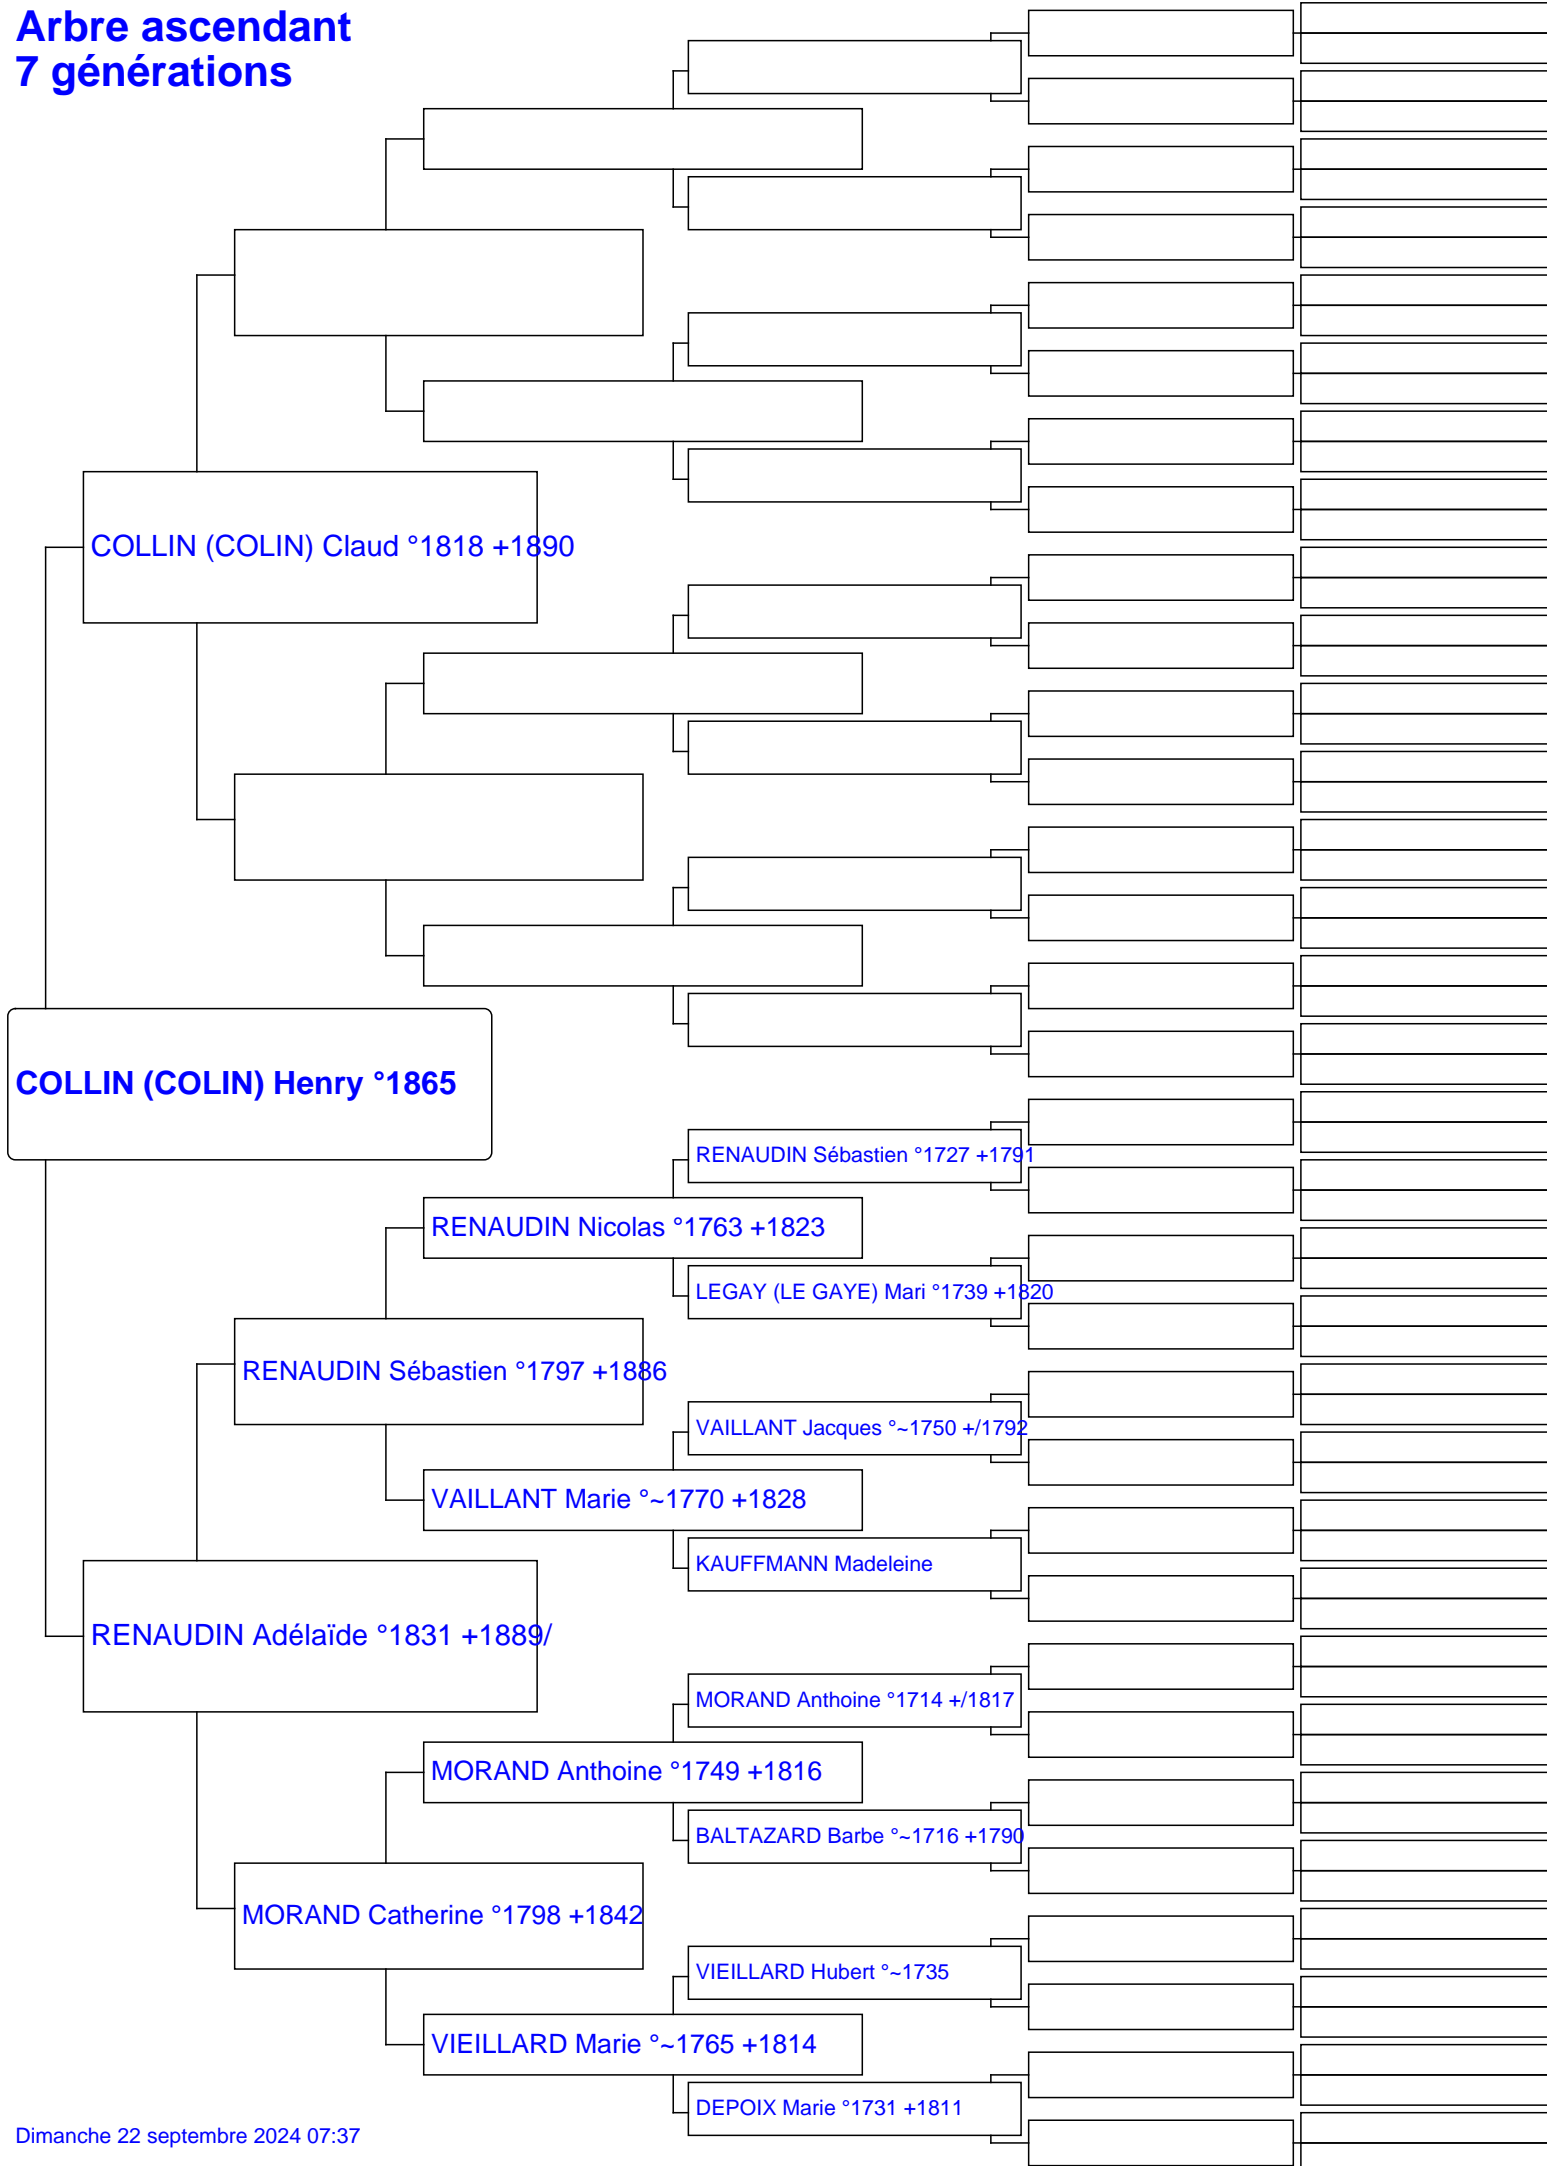 Arbre ascendant
7 générations
COLLIN (COLIN) Claud °1818 +1890
COLLIN (COLIN) Henry °1865
RENAUDIN Sébastien °1727 +1791
RENAUDIN Nicolas °1763 +1823
LEGAY (LE GAYE) Mari °1739 +1820
RENAUDIN Sébastien °1797 +1886
VAILLANT Jacques °~1750 +/1792
VAILLANT Marie °~1770 +1828
KAUFFMANN Madeleine
RENAUDIN Adélaïde °1831 +1889/
MORAND Anthoine °1714 +/1817
MORAND Anthoine °1749 +1816
BALTAZARD Barbe °~1716 +1790
MORAND Catherine °1798 +1842
VIEILLARD Hubert °~1735
VIEILLARD Marie °~1765 +1814
DEPOIX Marie °1731 +1811
Dimanche 22 septembre 2024 07:37